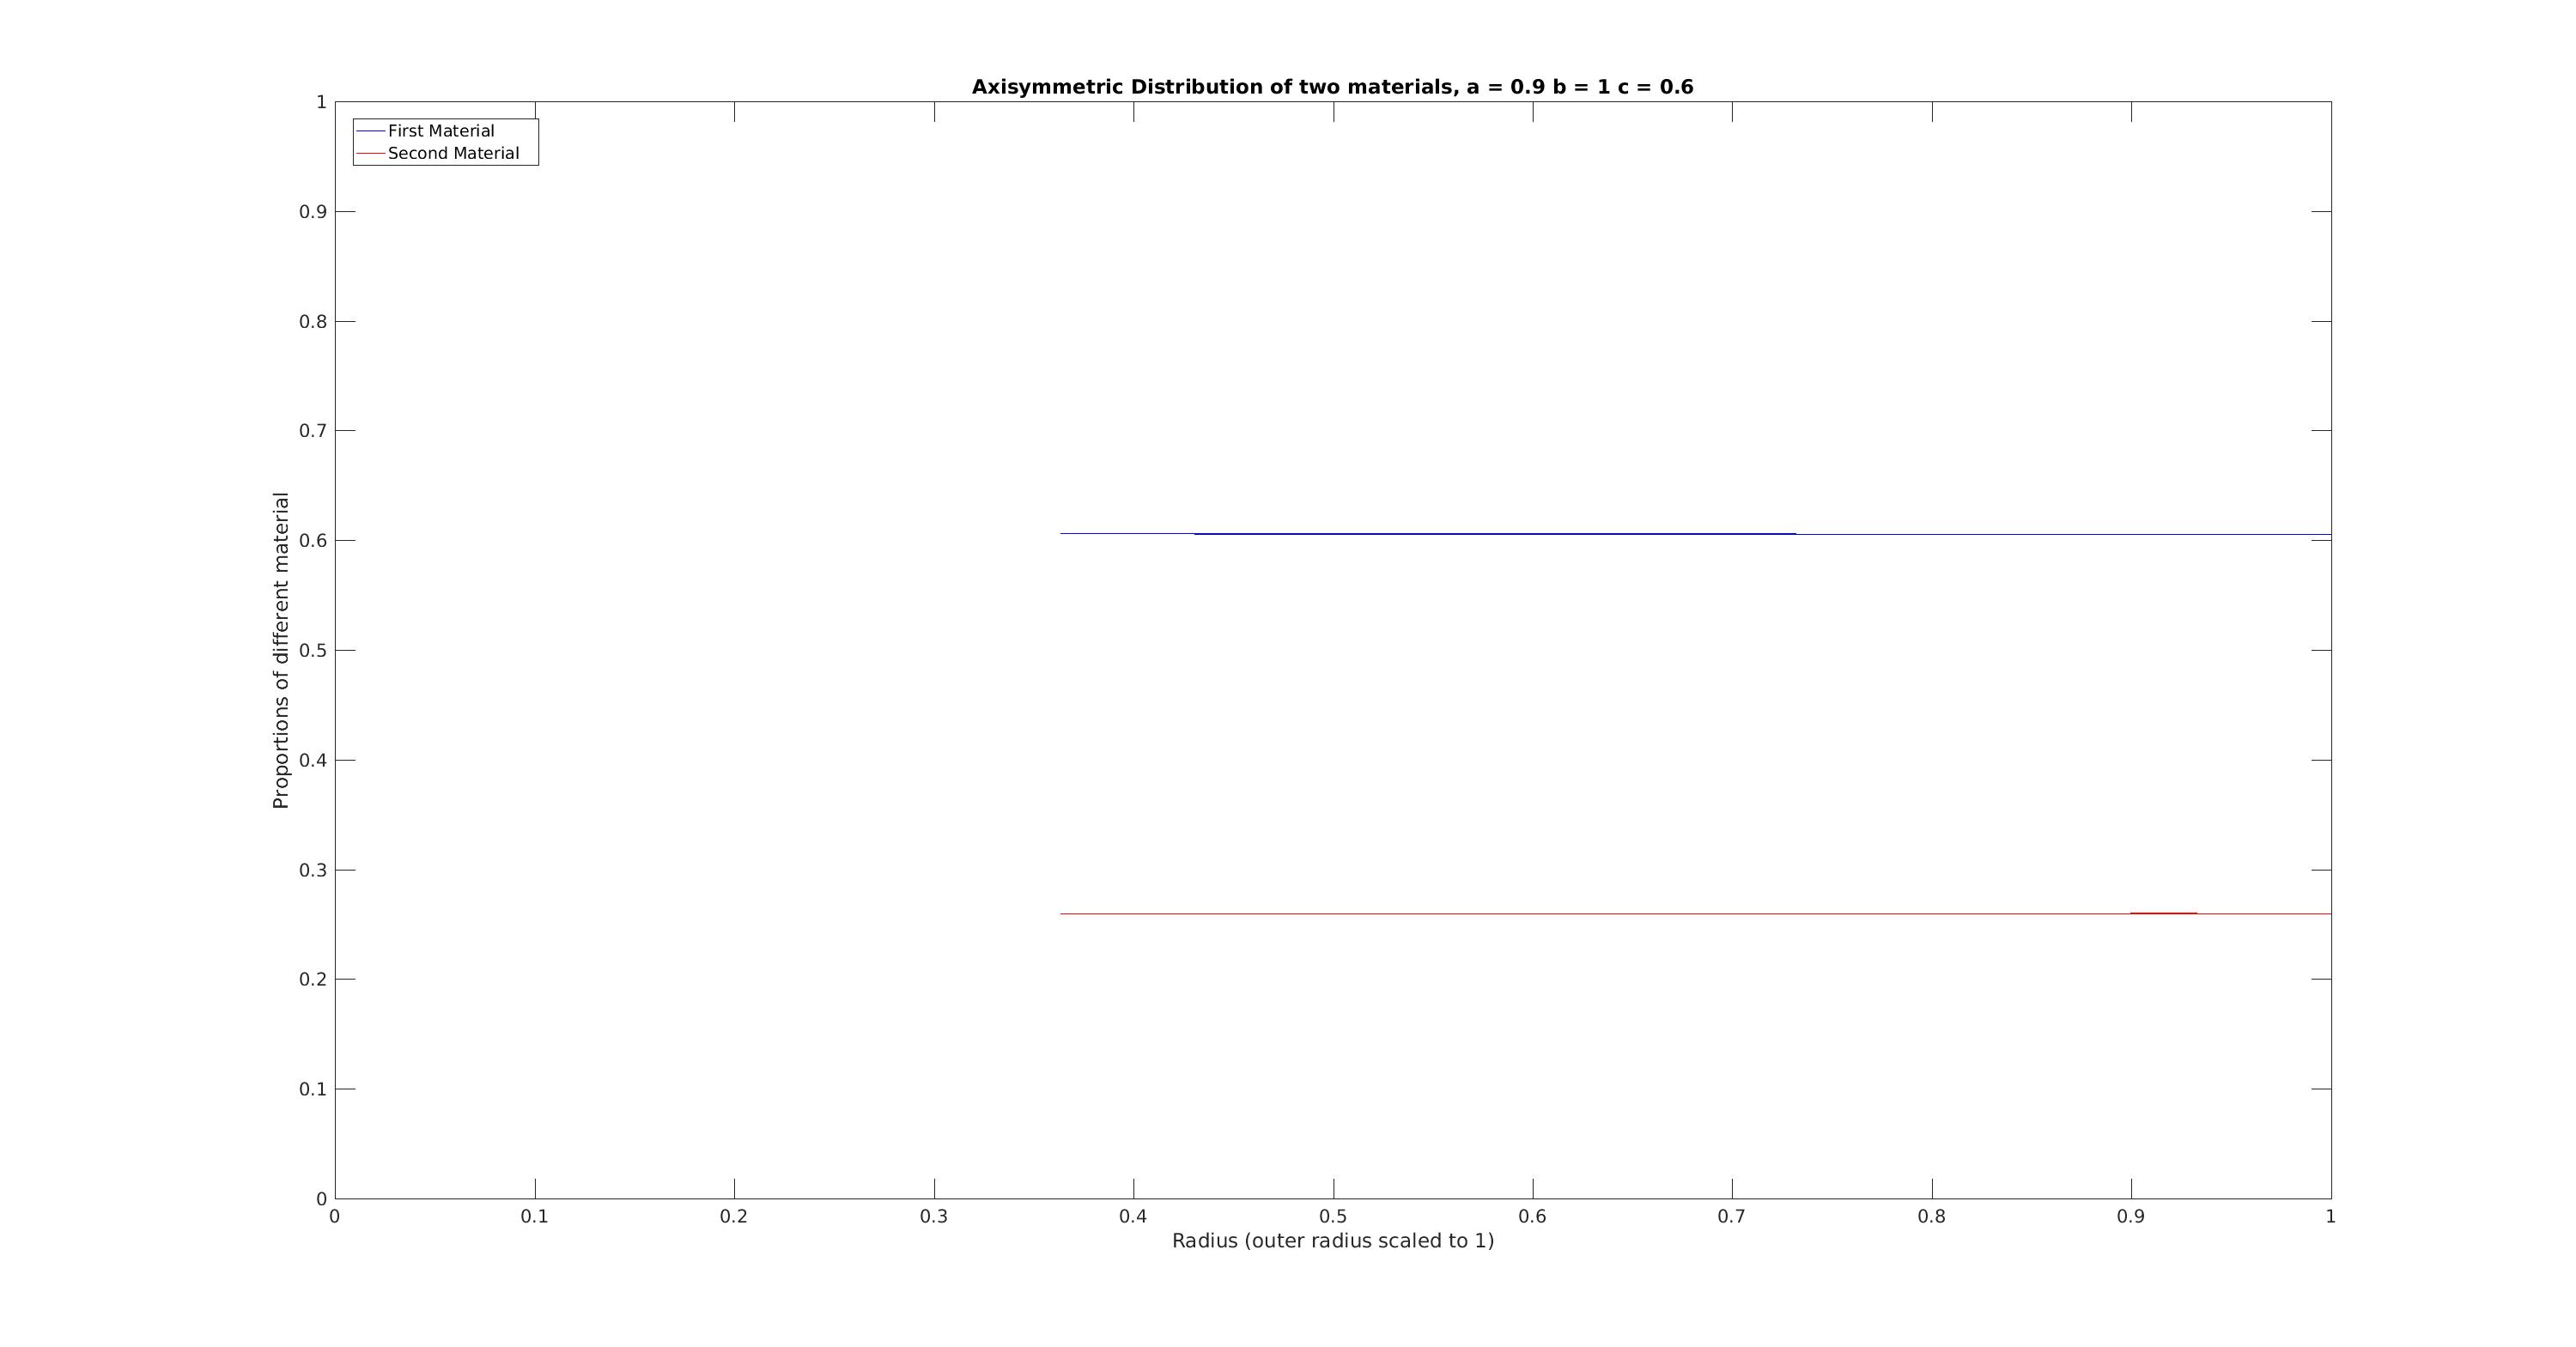 Axisymmetric Distribution of two materials, a = 0.9 b = 1 c = 0.6
First Material
Second Material
1
0.9
0.8
0.7
0.6
0.5
0.4
0.3
0.2
0.1
0
Proportions of different material
0 0.1 0.2 0.3 0.4 0.5 0.6 0.7 0.8 0.9 1
Radius (outer radius scaled to 1)